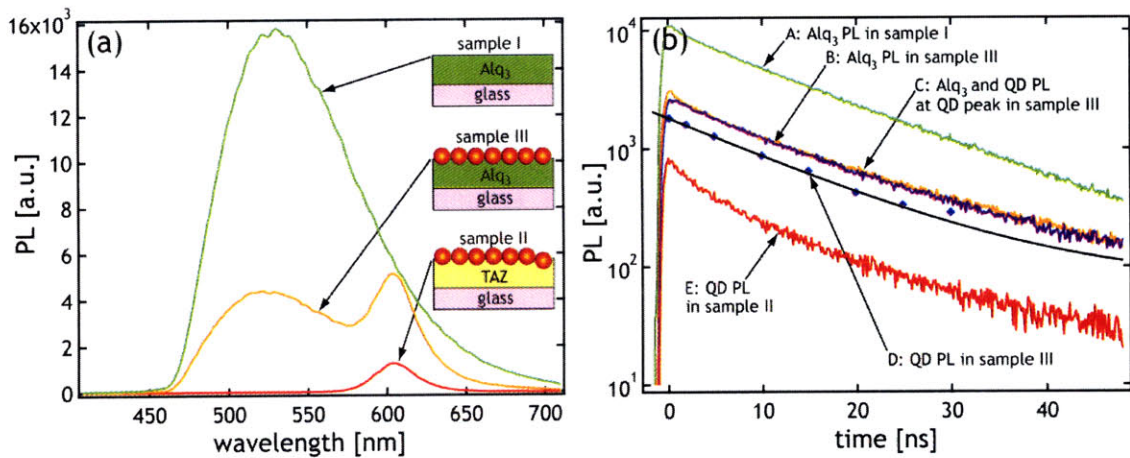 (a)
16x10³
14
12
10
8
6
4
2
0
PL [a.u.]
450
500
550
600
650
700
wavelength [nm]
sample I
Alq₃
glass
sample III
Alq₃
glass
sample II
TAZ
glass
(b)
10⁴
10³
10²
10¹
PL [a.u.]
0
10
20
30
40
time [ns]
A: Alq₃ PL in sample I
B: Alq₃ PL in sample III
C: Alq₃ and QD PL
at QD peak in sample III
E: QD PL
in sample II
D: QD PL in sample III